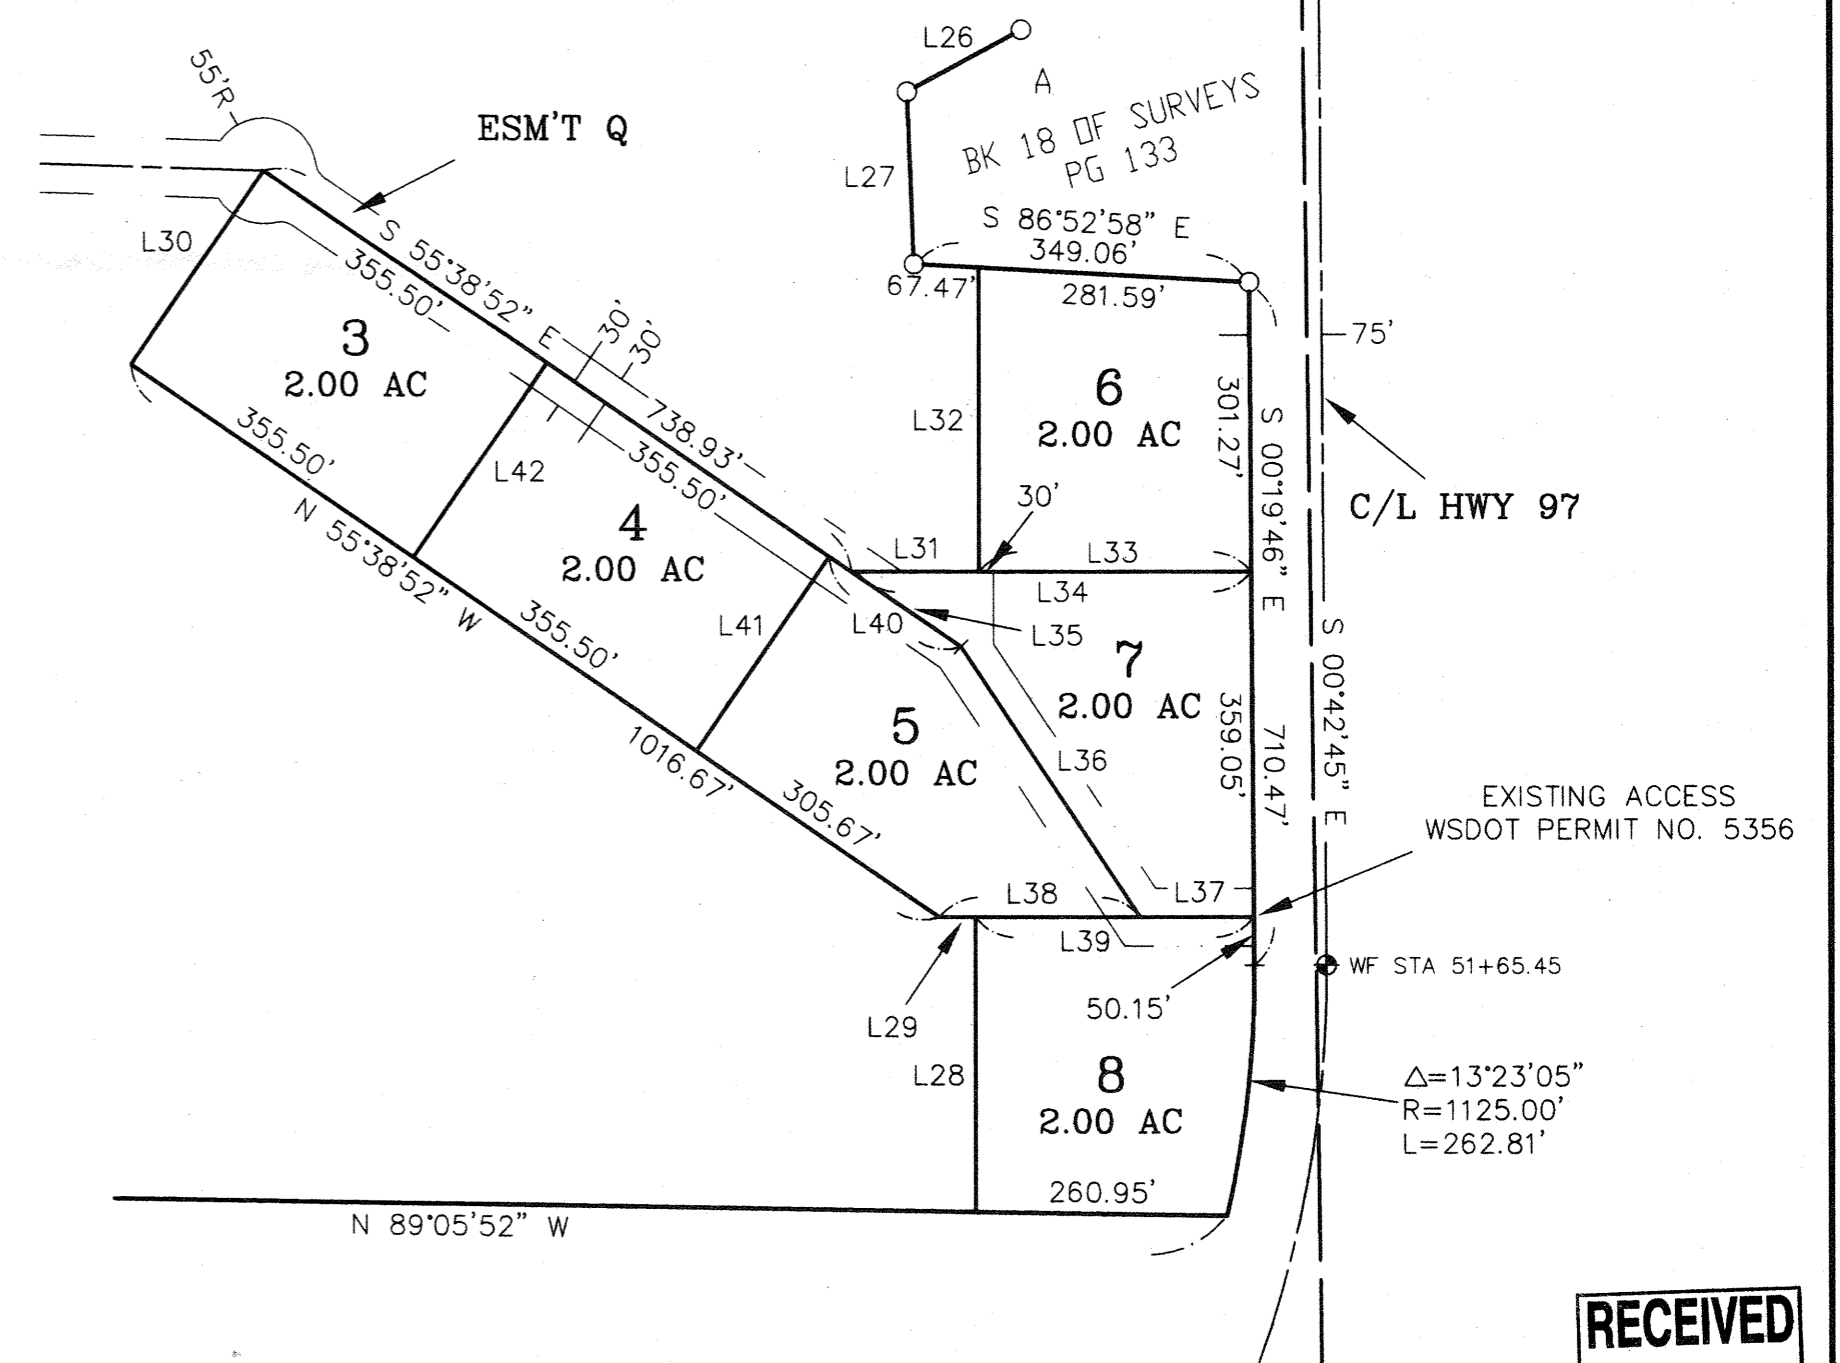 L26
55'R
A
ESM'T Q
BK 18 OF SURVEYS
PG 133
L27
S 86°52'58" E
349.06'
67.47'
281.59'
L30
S 55°38'52" E
355.50'
30'
30'
75'
3
2.00 AC
6
2.00 AC
L32
301.27'
S 00°19'46" E
738.93'
355.50'
355.50'
L42
C/L HWY 97
N 55°38'52" W
4
2.00 AC
30'
L31
L33
L34
L41
L40
L35
355.50'
7
2.00 AC
359.05'
710.47'
S 00°42'45" E
5
2.00 AC
L36
1016.67'
305.67'
EXISTING ACCESS
WSDOT PERMIT NO. 5356
L38
L37
L39
WF STA 51+65.45
50.15'
L29
L28
8
2.00 AC
Δ=13°23'05"
R=1125.00'
L=262.81'
260.95'
N 89°05'52" W
RECEIVED